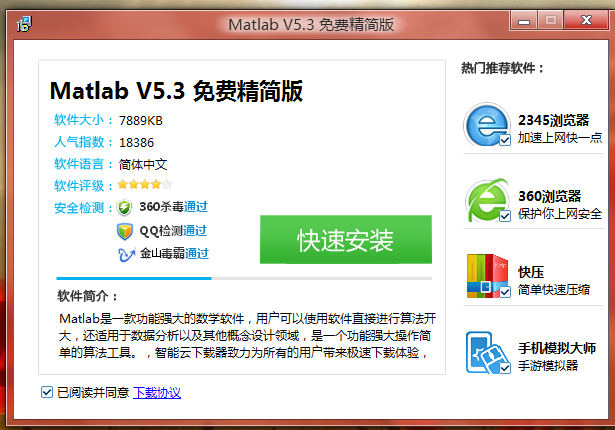 Matlab V5.3 免费精简版
Matlab V5.3 免费精简版
软件大小： 7889KB
人气指数： 18386
软件语言： 简体中文
软件评级：
安全检测： 360杀毒通过
QQ检测通过
金山毒霸通过
快速安装
软件简介：
Matlab是一款功能强大的数学软件，用户可以使用软件直接进行算法开
大，还适用于数据分析以及其他概念设计领域，是一个功能强大操作简
单的算法工具。，智能云下载器致力为所有的用户带来极速下载体验，
已阅读并同意 下载协议
热门推荐软件：
2345浏览器
加速上网快一点
360浏览器
保护你上网安全
快压
简单快速压缩
手机模拟大师
手游模拟器